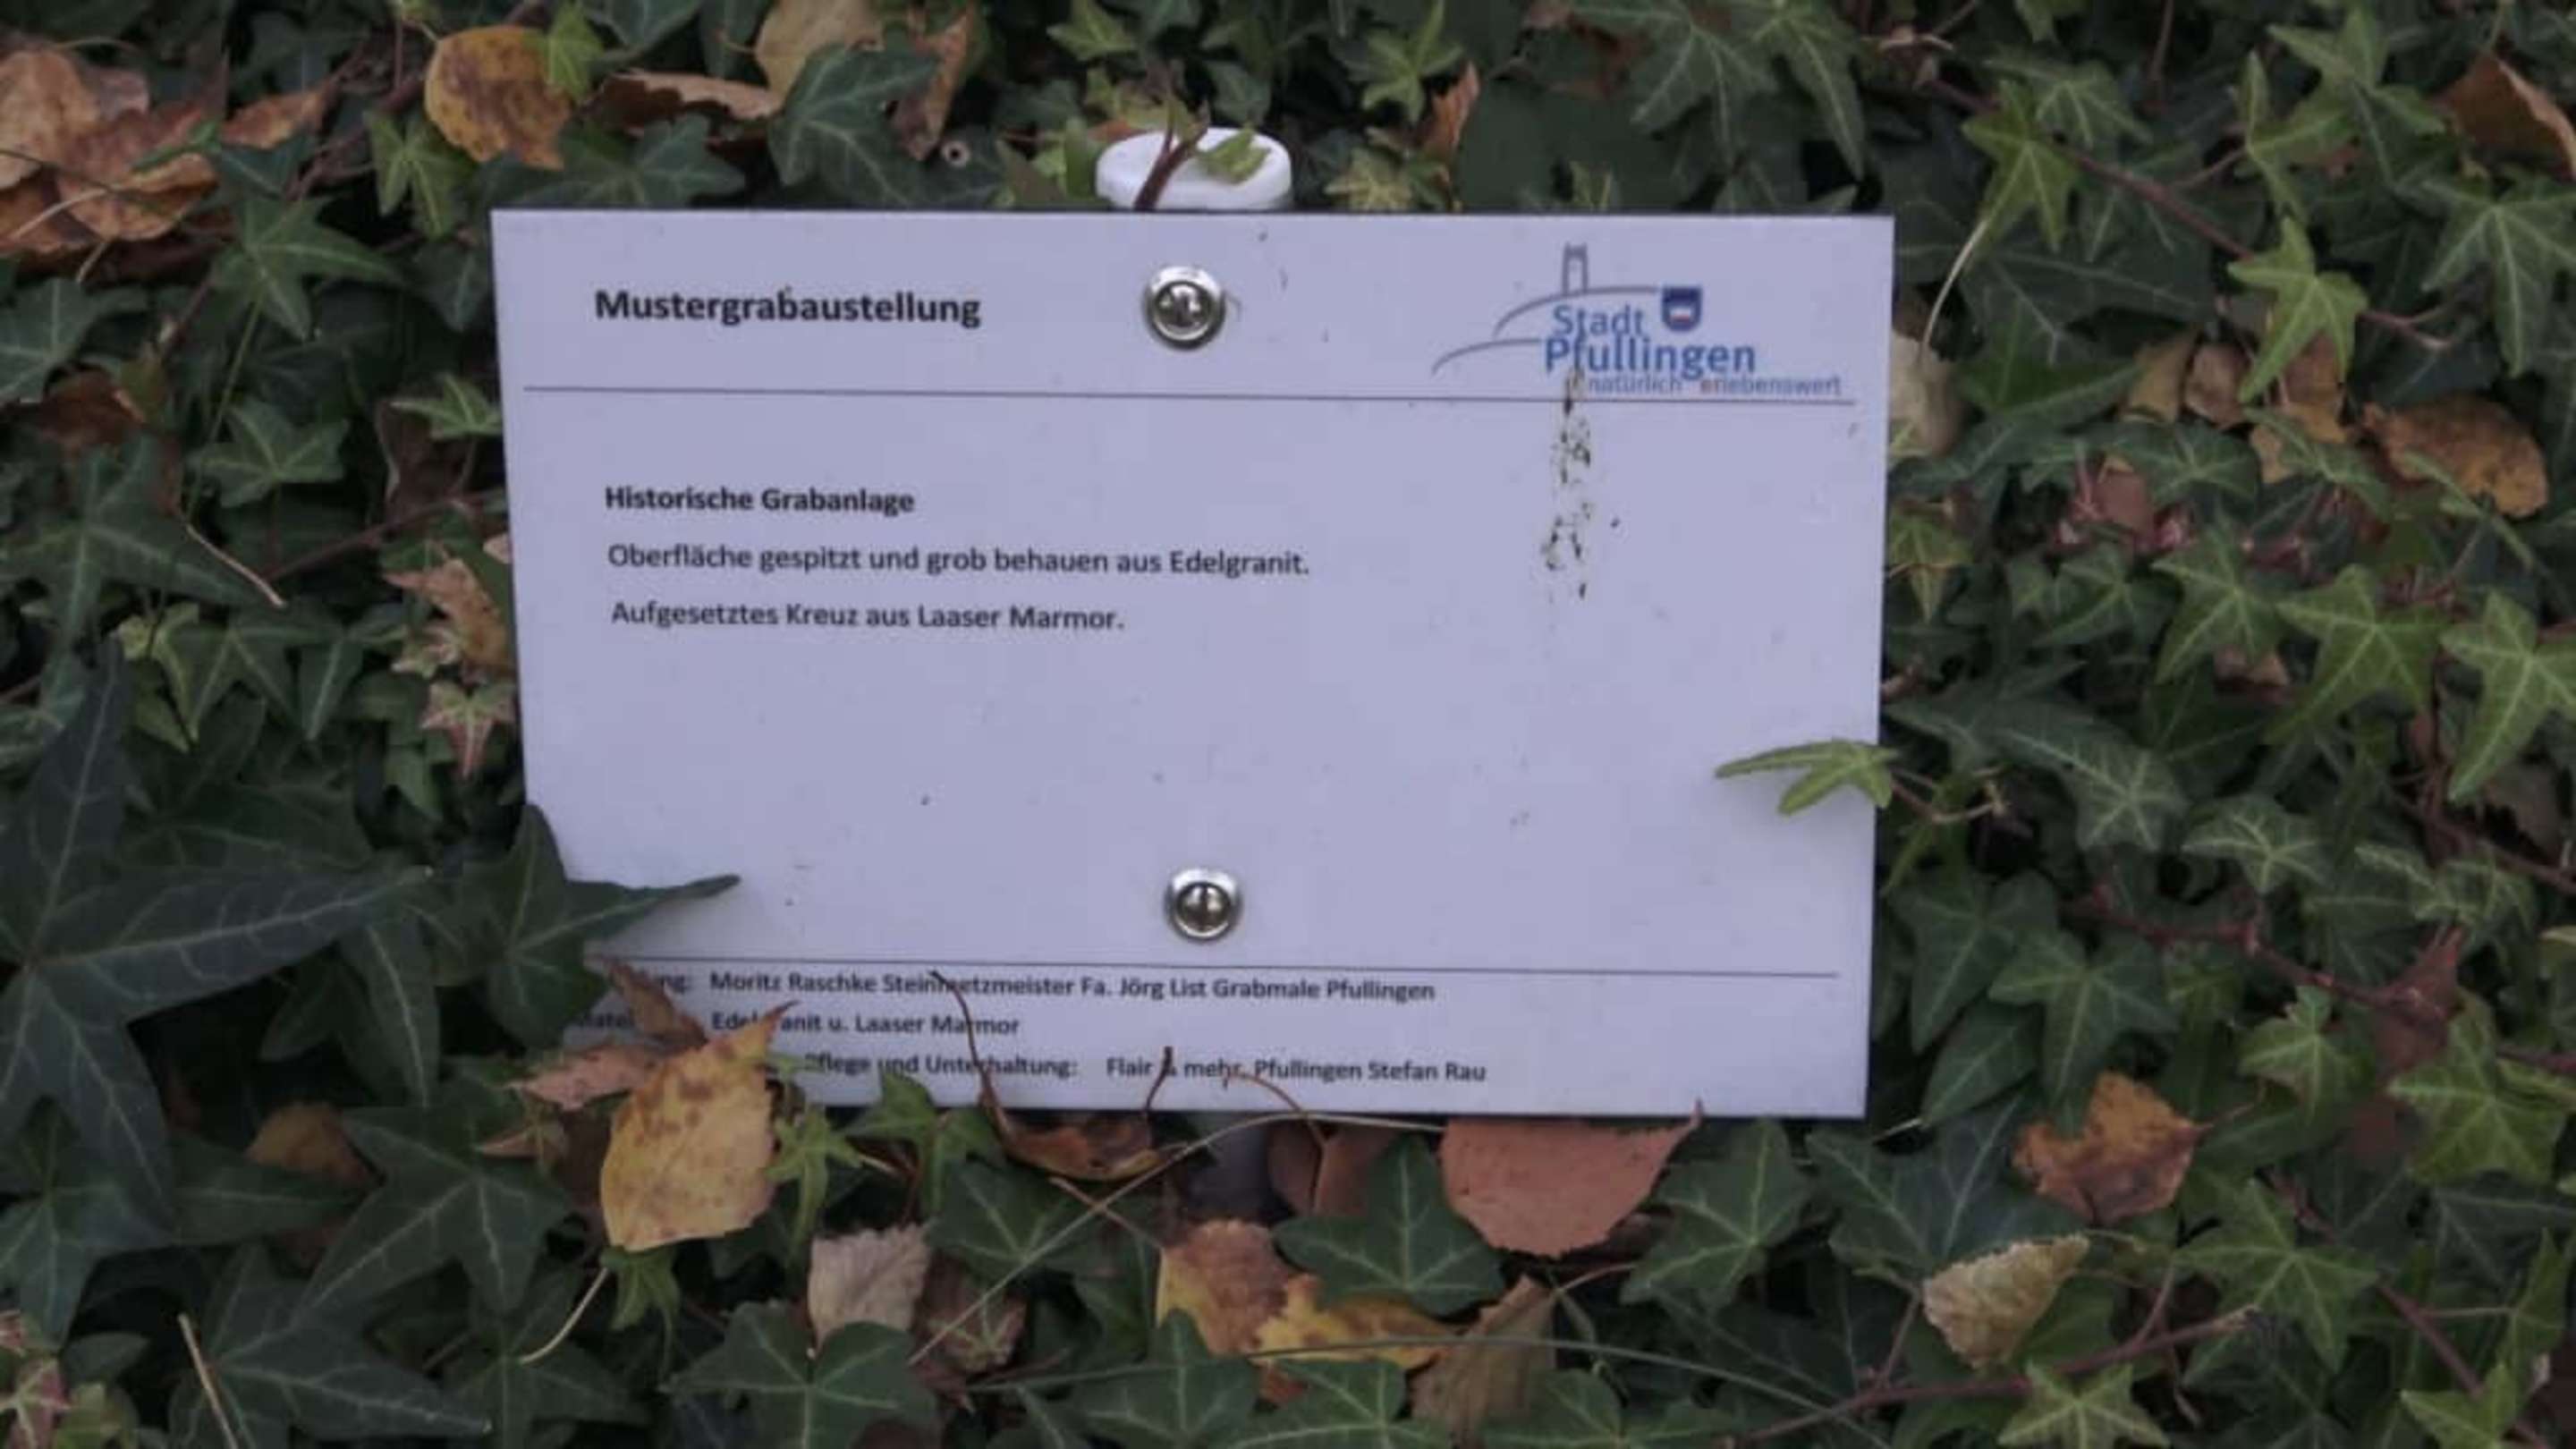 Mustergrabaustellung
Stadt
Pfullingen
natürlich erlebenswert
Historische Grabanlage
Oberfläche gespitzt und grob behauen aus Edelgranit.
Aufgesetztes Kreuz aus Laaser Marmor.
Moritz Raschke Steinmetzmeister Fa. Jörg List Grabmale Pfullingen
Edelgranit u. Laaser Marmor
Pflege und Unterhaltung: Flair & mehr, Pfullingen Stefan Rau